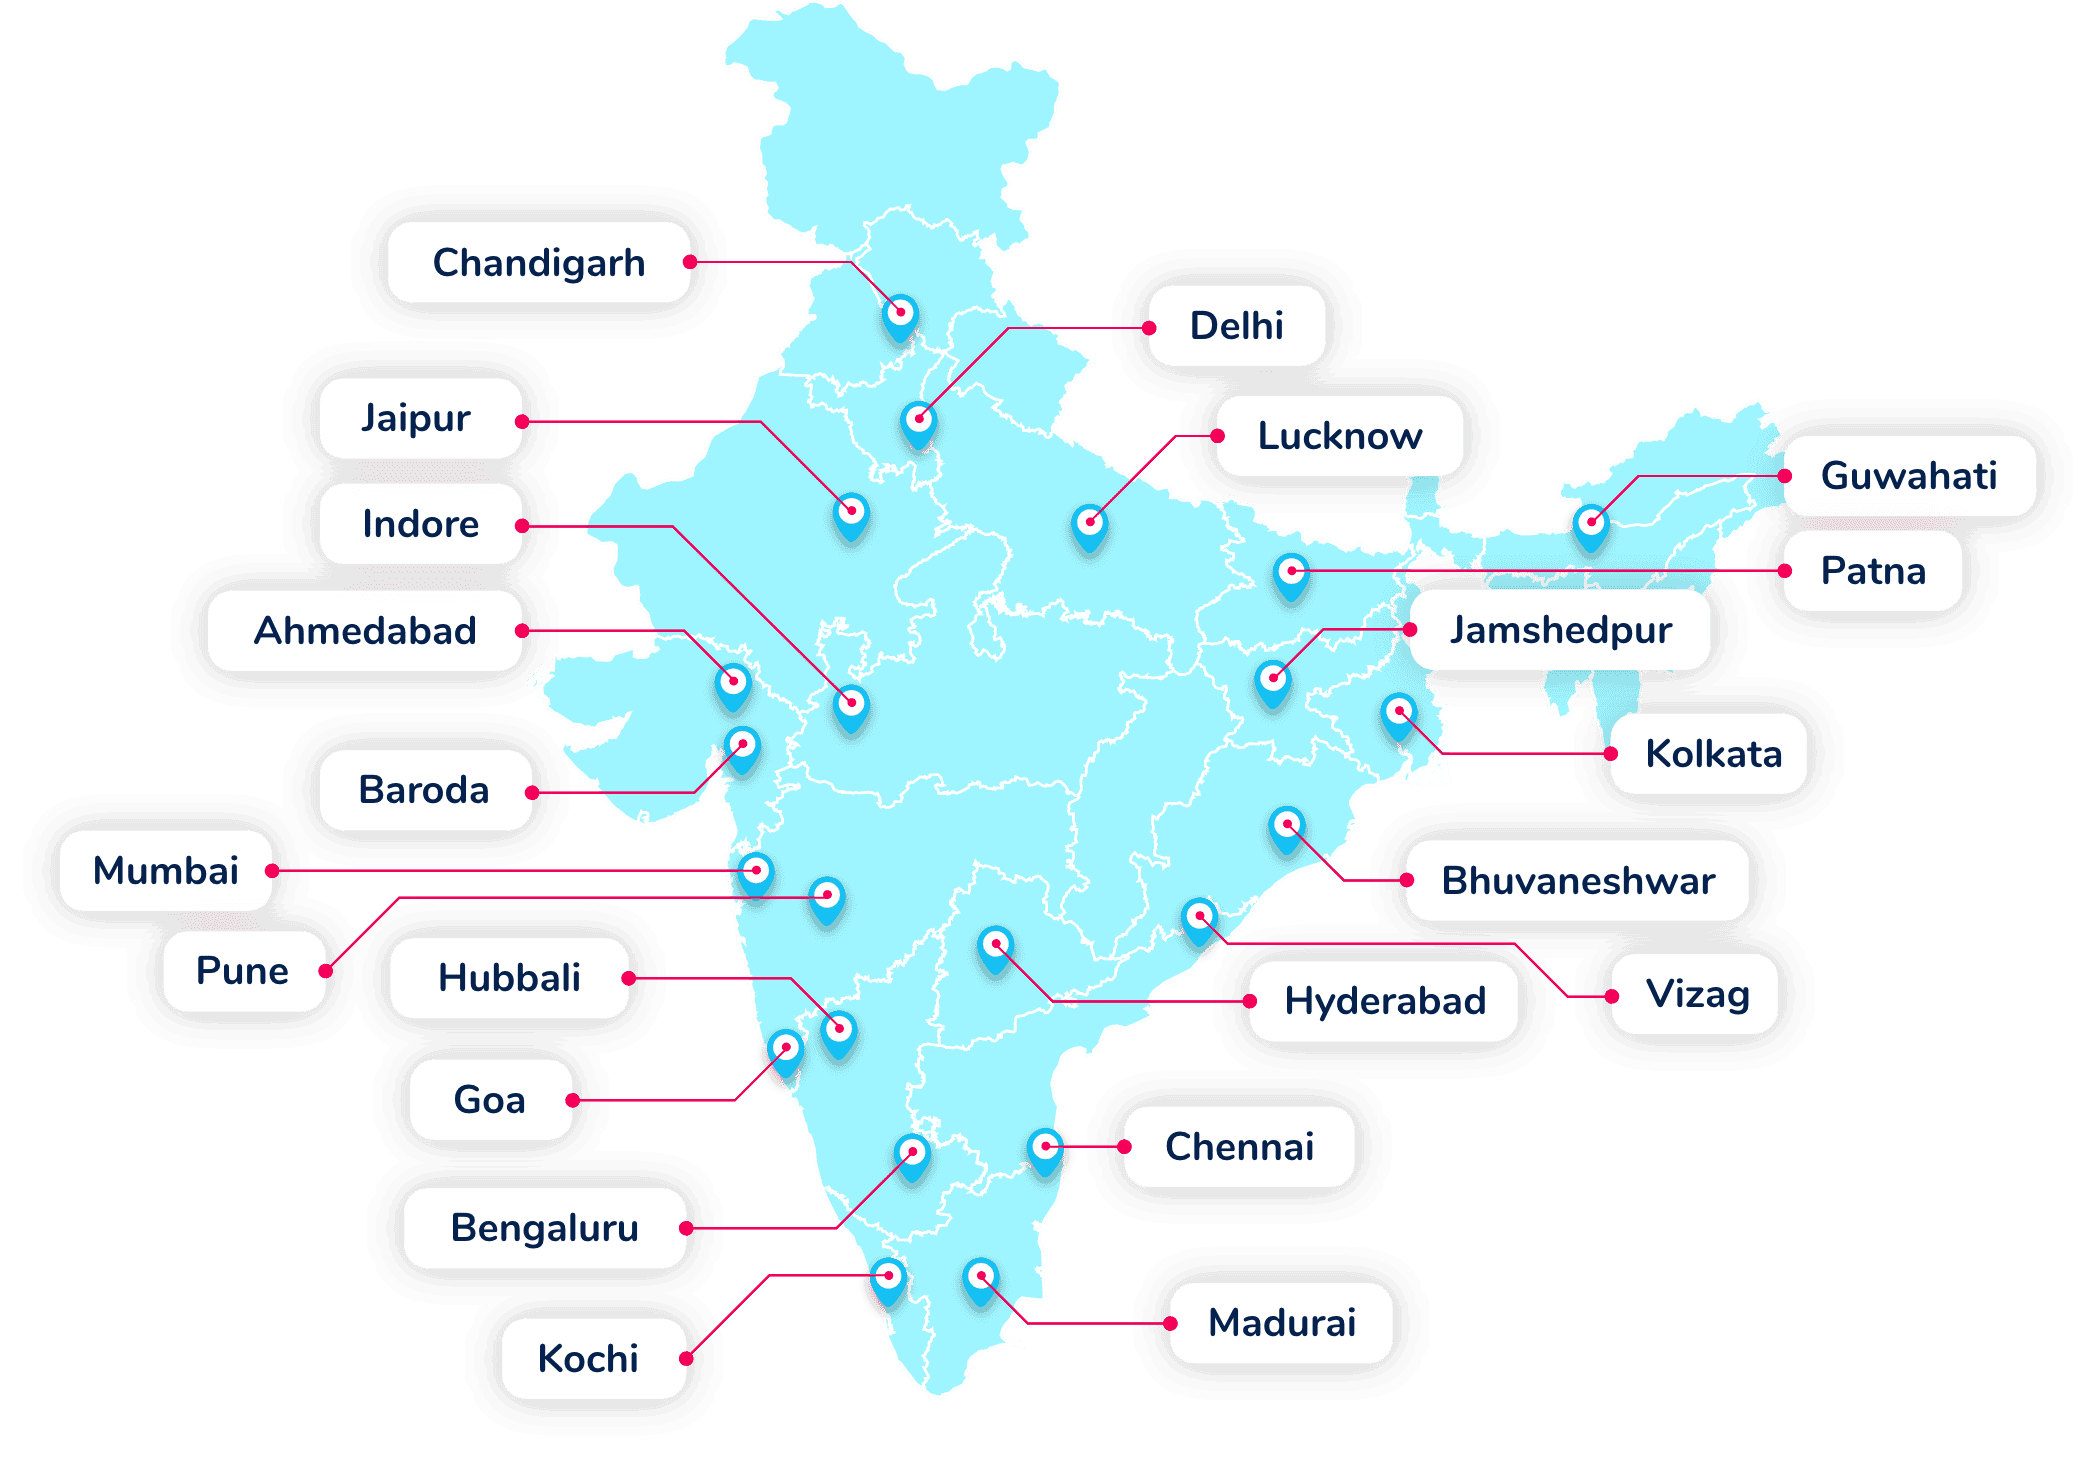 Chandigarh
Delhi
Jaipur
Lucknow
Guwahati
Indore
Patna
Ahmedabad
Jamshedpur
Kolkata
Baroda
Mumbai
Bhuvaneshwar
Pune
Hubbali
Vizag
Hyderabad
Goa
Chennai
Bengaluru
Madurai
Kochi